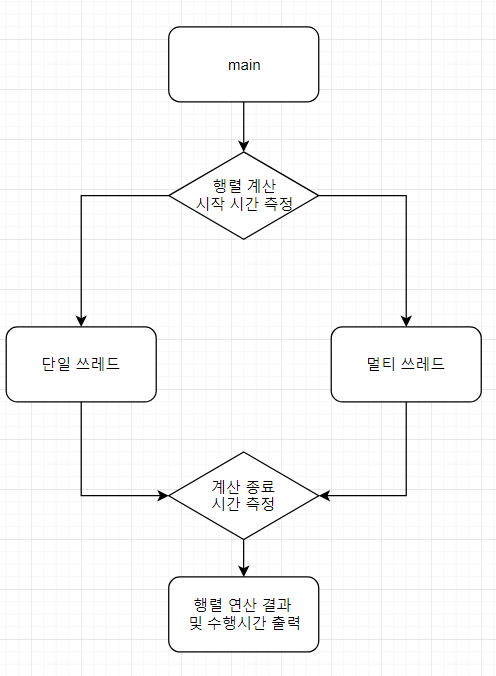 main
행렬 계산
시작 시간 측정
단일 쓰레드
멀티 쓰레드
계산 종료
시간 측정
행렬 연산 결과
및 수행시간 출력